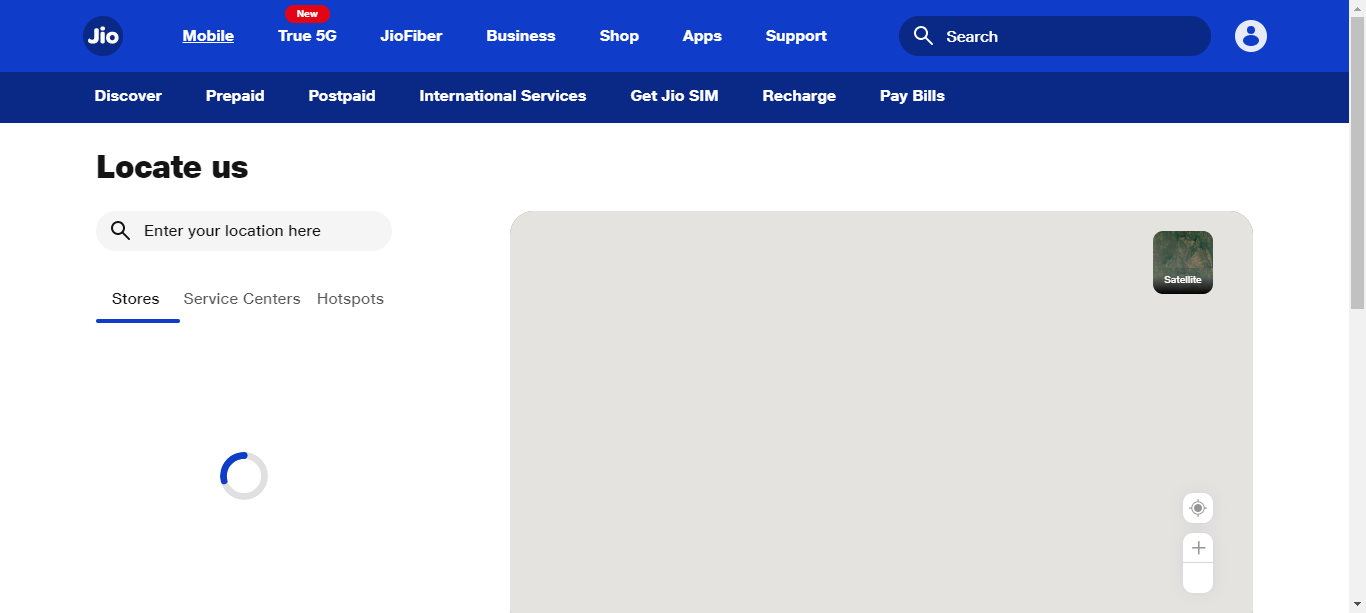 New
Jio Mobile True 5G JioFiber Business Shop Apps Support Search
Discover Prepaid Postpaid International Services Get Jio SIM Recharge Pay Bills
Locate us
Enter your location here
Satellite
Stores Service Centers Hotspots